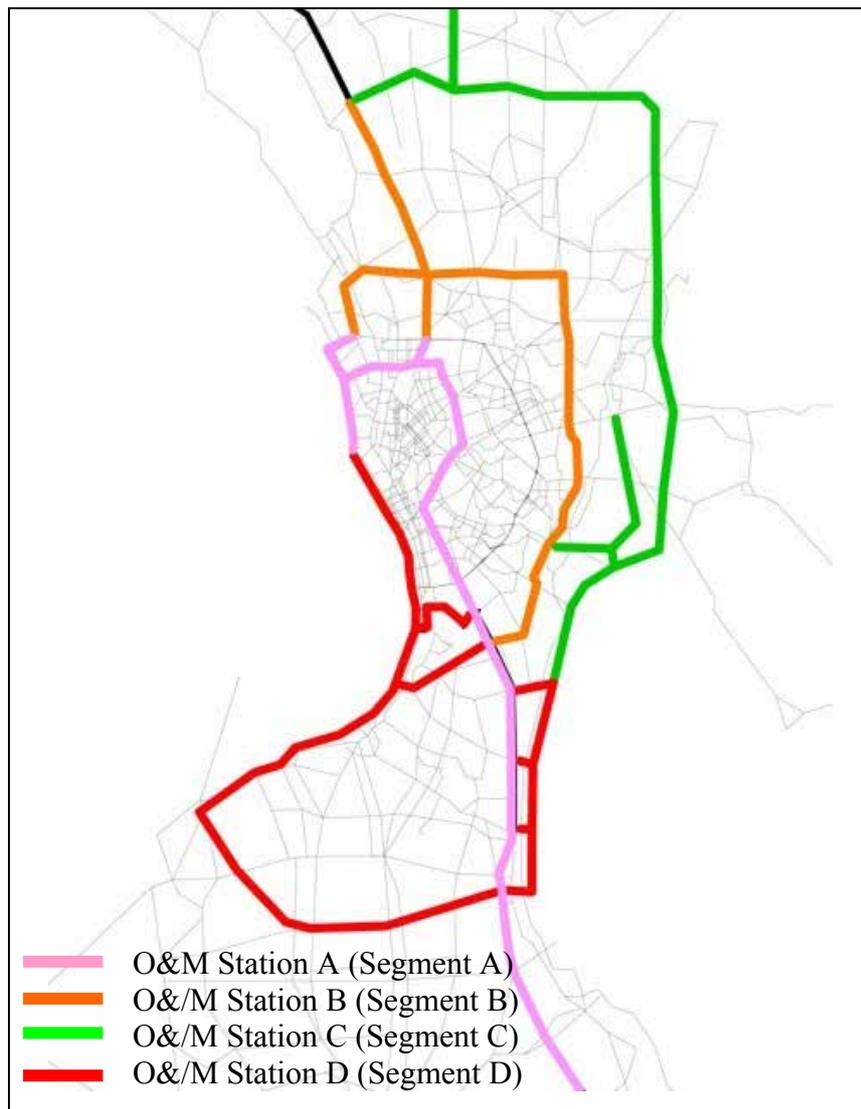 O&M Station A (Segment A)
O&/M Station B (Segment B)
O&/M Station C (Segment C)
O&/M Station D (Segment D)